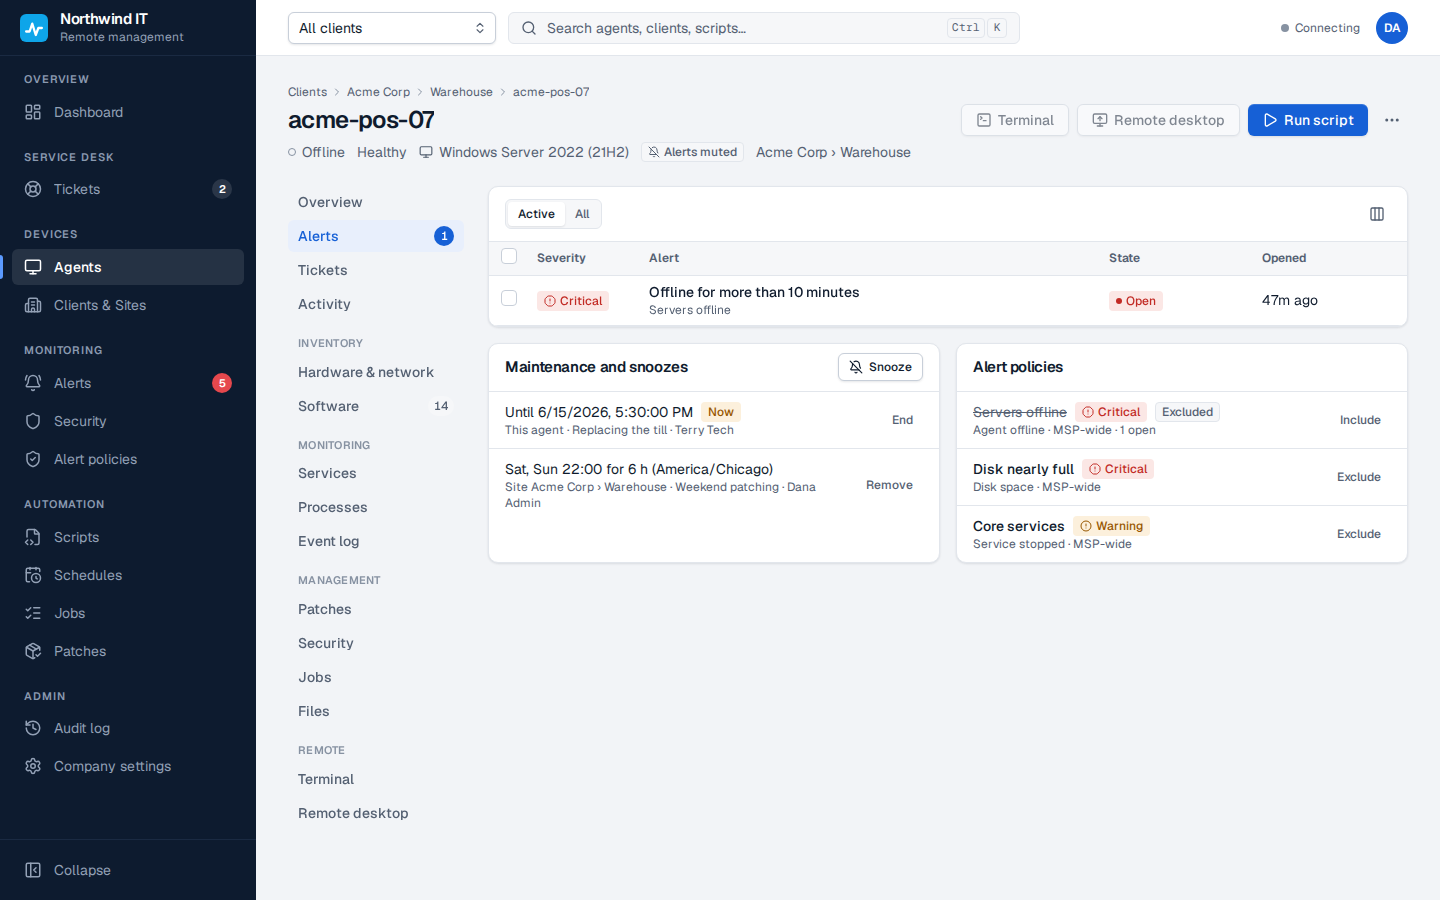 Northwind IT
Remote management
OVERVIEW
Dashboard
SERVICE DESK
Tickets 2
DEVICES
Agents
Clients & Sites
MONITORING
Alerts 5
Security
Alert policies
AUTOMATION
Scripts
Schedules
Jobs
Patches
ADMIN
Audit log
Company settings
Collapse
All clients
Search agents, clients, scripts… Ctrl K
Connecting
DA
Clients › Acme Corp › Warehouse › acme-pos-07
acme-pos-07
Terminal
Remote desktop
Run script
Offline Healthy Windows Server 2022 (21H2) Alerts muted Acme Corp › Warehouse
Overview
Alerts 1
Tickets
Activity
INVENTORY
Hardware & network
Software 14
MONITORING
Services
Processes
Event log
MANAGEMENT
Patches
Security
Jobs
Files
REMOTE
Terminal
Remote desktop
Active All
Severity Alert State Opened
Critical Offline for more than 10 minutes Open 47m ago
Servers offline
Maintenance and snoozes Snooze
Until 6/15/2026, 5:30:00 PM Now
This agent · Replacing the till · Terry Tech
End
Sat, Sun 22:00 for 6 h (America/Chicago)
Site Acme Corp › Warehouse · Weekend patching · Dana
Admin
Remove
Alert policies
Servers offline Critical Excluded
Agent offline · MSP-wide · 1 open
Include
Disk nearly full Critical
Disk space · MSP-wide
Exclude
Core services Warning
Service stopped · MSP-wide
Exclude